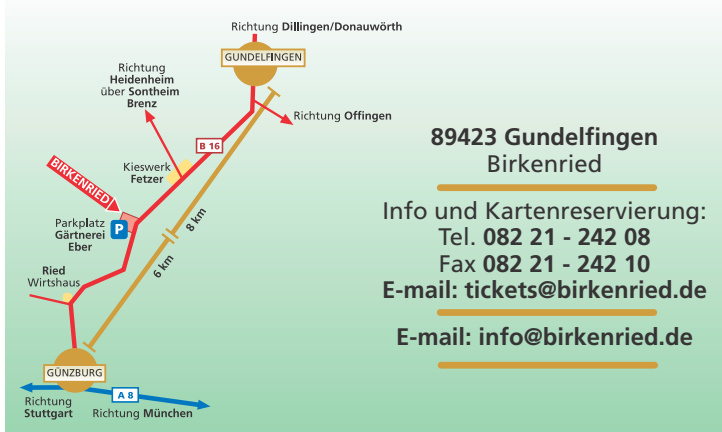 Richtung Dillingen/Donauwörth
GUNDELFINGEN
Richtung
Heidenheim
über Sontheim
Brenz
Richtung Offingen
B 16
Kieswerk
Fetzer
8 km
BIRKENRIED
Parkplatz
Gärtnerei
Eber
P
6 km
Ried
Wirtshaus
GÜNZBURG
A 8
Richtung
Stuttgart
Richtung München
89423 Gundelfingen
Birkenried
Info und Kartenreservierung:
Tel. 082 21 - 242 08
Fax 082 21 - 242 10
E-mail: tickets@birkenried.de
E-mail: info@birkenried.de